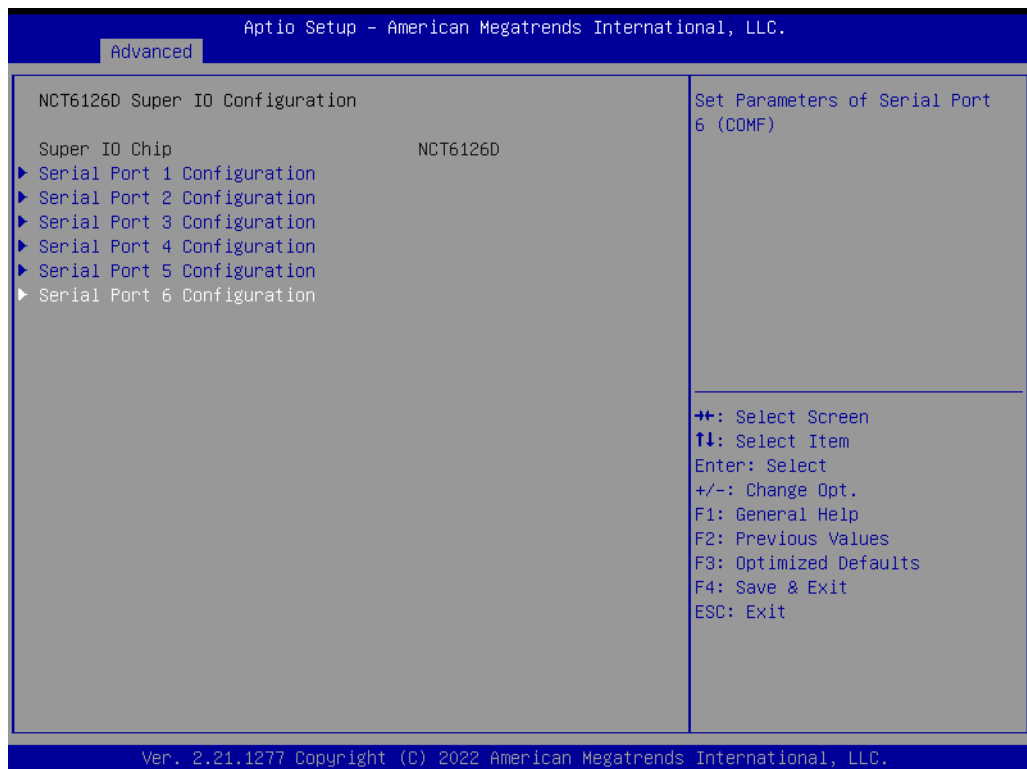 Aptio Setup – American Megatrends International, LLC.
Advanced
NCT6126D Super IO Configuration
Super IO Chip NCT6126D
▶ Serial Port 1 Configuration
▶ Serial Port 2 Configuration
▶ Serial Port 3 Configuration
▶ Serial Port 4 Configuration
▶ Serial Port 5 Configuration
▶ Serial Port 6 Configuration
Set Parameters of Serial Port
6 (COMF)
→←: Select Screen
↑↓: Select Item
Enter: Select
+/-: Change Opt.
F1: General Help
F2: Previous Values
F3: Optimized Defaults
F4: Save & Exit
ESC: Exit
Ver. 2.21.1277 Copyright (C) 2022 American Megatrends International, LLC.